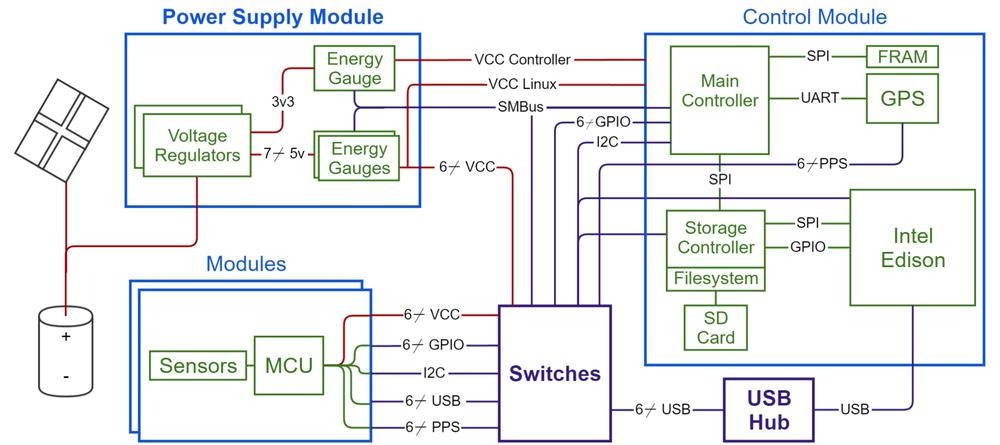 Power Supply Module
Control Module
Energy
Gauge
VCC Controller
VCC Linux
SMBus
3v3
Voltage
Regulators
7 5v
Energy
Gauges
6 VCC
Main
Controller
SPI
FRAM
UART
GPS
6 GPIO
I2C
6 PPS
SPI
Storage
Controller
Filesystem
SPI
GPIO
Intel
Edison
SD
Card
Modules
+
-
Sensors
MCU
6 VCC
6 GPIO
I2C
6 USB
6 PPS
Switches
6 USB
USB
Hub
USB